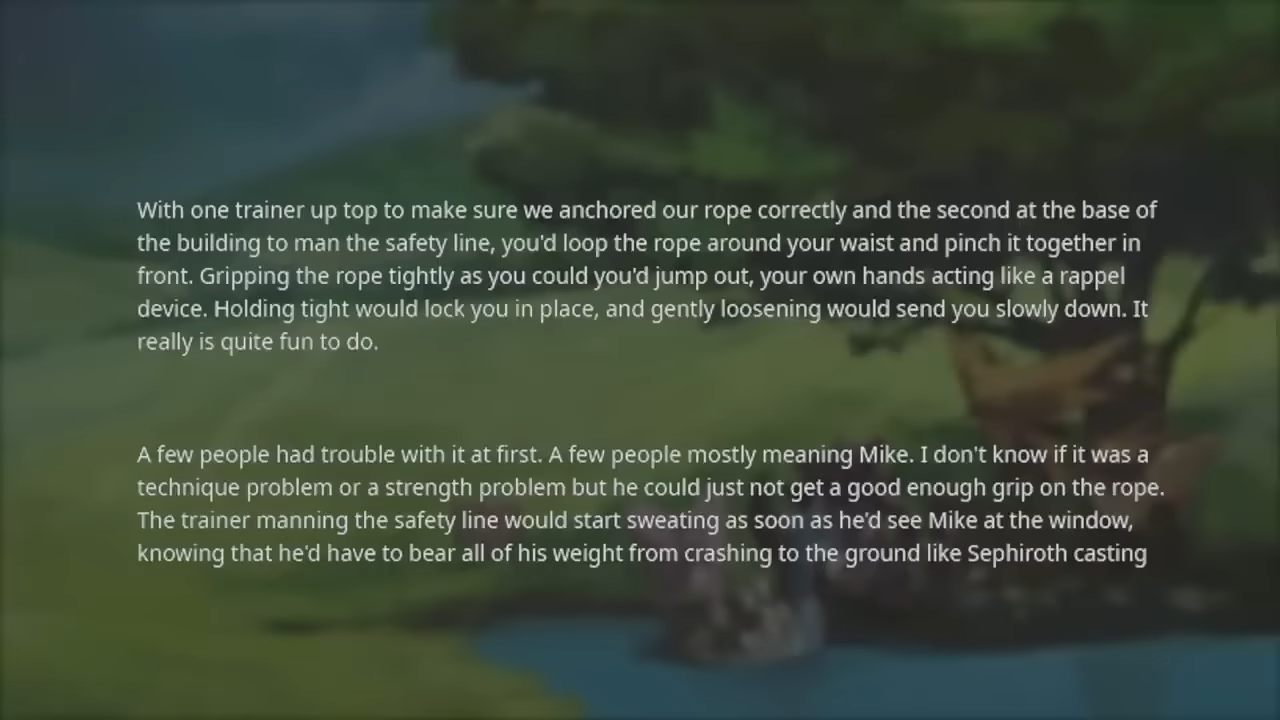 With one trainer up top to make sure we anchored our rope correctly and the second at the base of
the building to man the safety line, you'd loop the rope around your waist and pinch it together in
front. Gripping the rope tightly as you could you'd jump out, your own hands acting like a rappel
device. Holding tight would lock you in place, and gently loosening would send you slowly down. It
really is quite fun to do.
A few people had trouble with it at first. A few people mostly meaning Mike. I don't know if it was a
technique problem or a strength problem but he could just not get a good enough grip on the rope.
The trainer manning the safety line would start sweating as soon as he'd see Mike at the window,
knowing that he'd have to bear all of his weight from crashing to the ground like Sephiroth casting